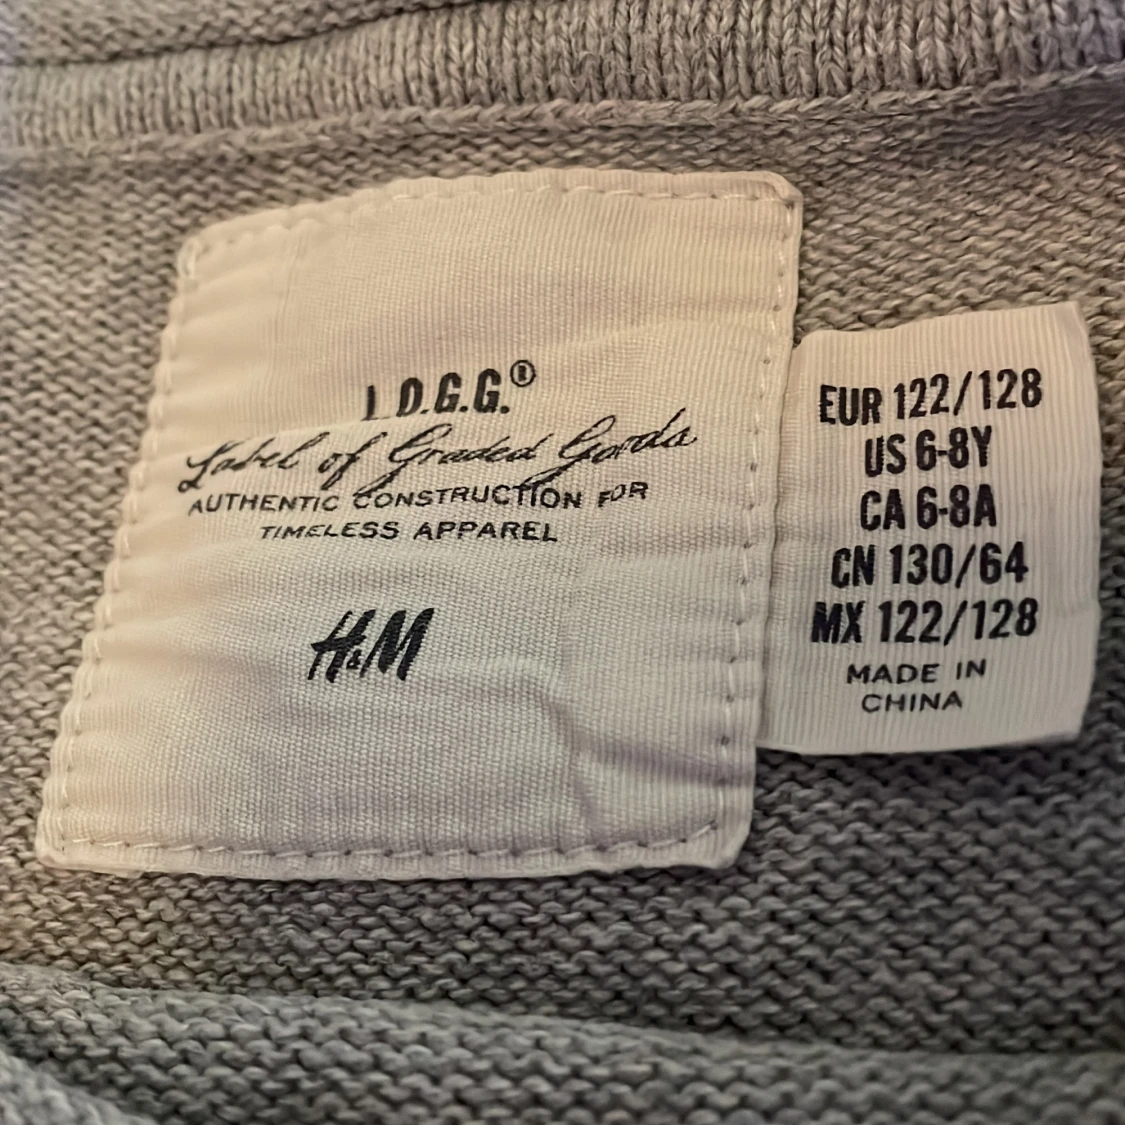 L.O.G.G.®
Label of Graded Goods
AUTHENTIC CONSTRUCTION FOR
TIMELESS APPAREL
H&M
EUR 122/128
US 6-8Y
CA 6-8A
CN 130/64
MX 122/128
MADE IN
CHINA